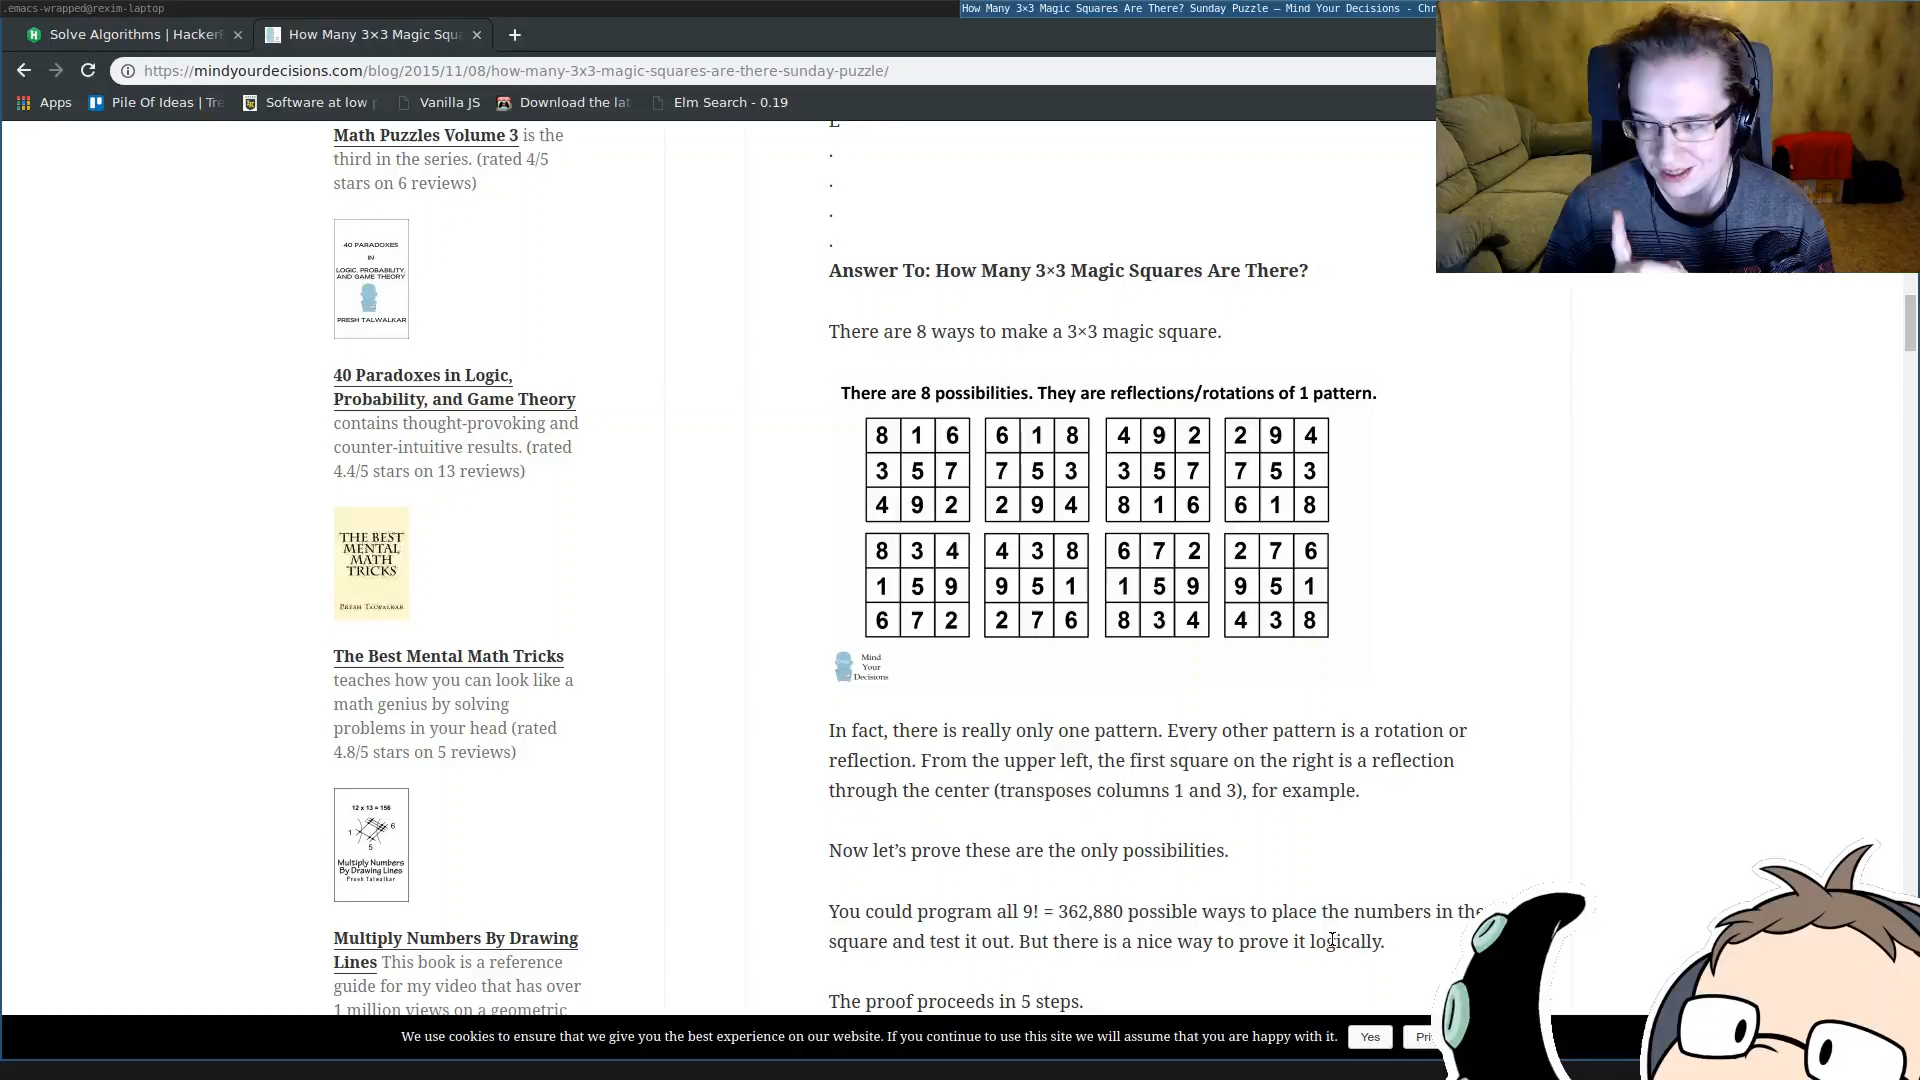 .emacs-wrapped@rexim-laptop
How Many 3×3 Magic Squares Are There? Sunday Puzzle – Mind Your Decisions - Chr
Solve Algorithms | Hacker
How Many 3×3 Magic Squ
https://mindyourdecisions.com/blog/2015/11/08/how-many-3x3-magic-squares-are-there-sunday-puzzle/
Apps
Pile Of Ideas | Tre
Software at low
Vanilla JS
Download the lat
Elm Search - 0.19
Math Puzzles Volume 3 is the
third in the series. (rated 4/5
stars on 6 reviews)
40 PARADOXES
IN
LOGIC, PROBABILITY,
AND GAME THEORY
PRESH TALWALKAR
40 Paradoxes in Logic,
Probability, and Game Theory
contains thought-provoking and
counter-intuitive results. (rated
4.4/5 stars on 13 reviews)
THE BEST
MENTAL
MATH
TRICKS
PRESH TALWALKAR
The Best Mental Math Tricks
teaches how you can look like a
math genius by solving
problems in your head (rated
4.8/5 stars on 5 reviews)
12 x 13 = 156
1
6
5
Multiply Numbers
By Drawing Lines
Presh Talwalkar
Multiply Numbers By Drawing
Lines This book is a reference
guide for my video that has over
1 million views on a geometric
.
.
.
.
Answer To: How Many 3×3 Magic Squares Are There?
There are 8 ways to make a 3×3 magic square.
There are 8 possibilities. They are reflections/rotations of 1 pattern.
8 1 6 6 1 8 4 9 2 2 9 4
3 5 7 7 5 3 3 5 7 7 5 3
4 9 2 2 9 4 8 1 6 6 1 8
8 3 4 4 3 8 6 7 2 2 7 6
1 5 9 9 5 1 1 5 9 9 5 1
6 7 2 2 7 6 8 3 4 4 3 8
Mind
Your
Decisions
In fact, there is really only one pattern. Every other pattern is a rotation or
reflection. From the upper left, the first square on the right is a reflection
through the center (transposes columns 1 and 3), for example.
Now let’s prove these are the only possibilities.
You could program all 9! = 362,880 possible ways to place the numbers in the
square and test it out. But there is a nice way to prove it logically.
The proof proceeds in 5 steps.
We use cookies to ensure that we give you the best experience on our website. If you continue to use this site we will assume that you are happy with it.
Yes
Pri